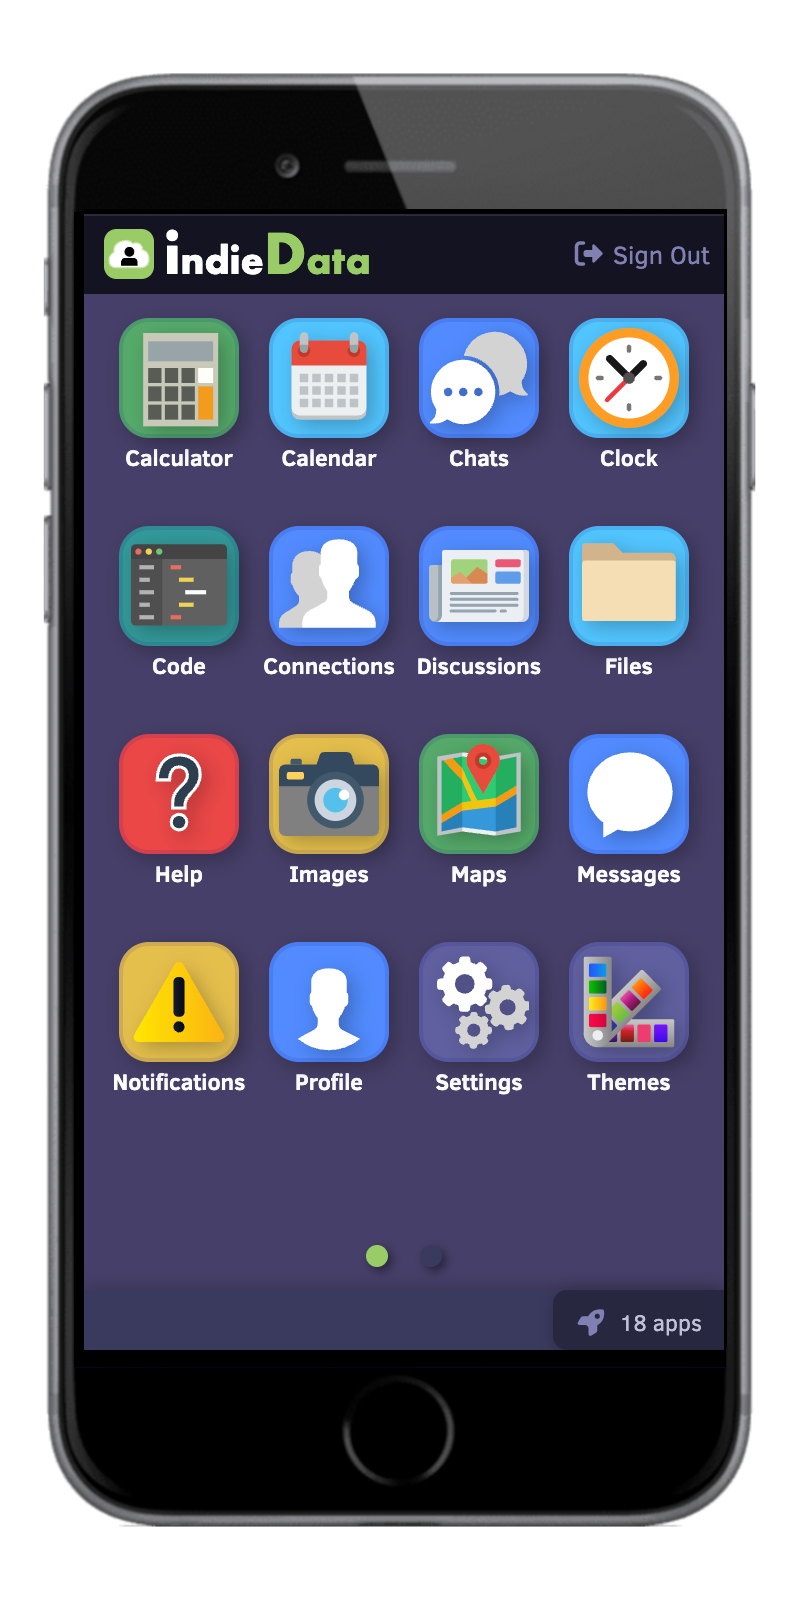 indieData
Sign Out
Calculator
Calendar
Chats
Clock
Code
Connections
Discussions
Files
Help
Images
Maps
Messages
Notifications
Profile
Settings
Themes
18 apps